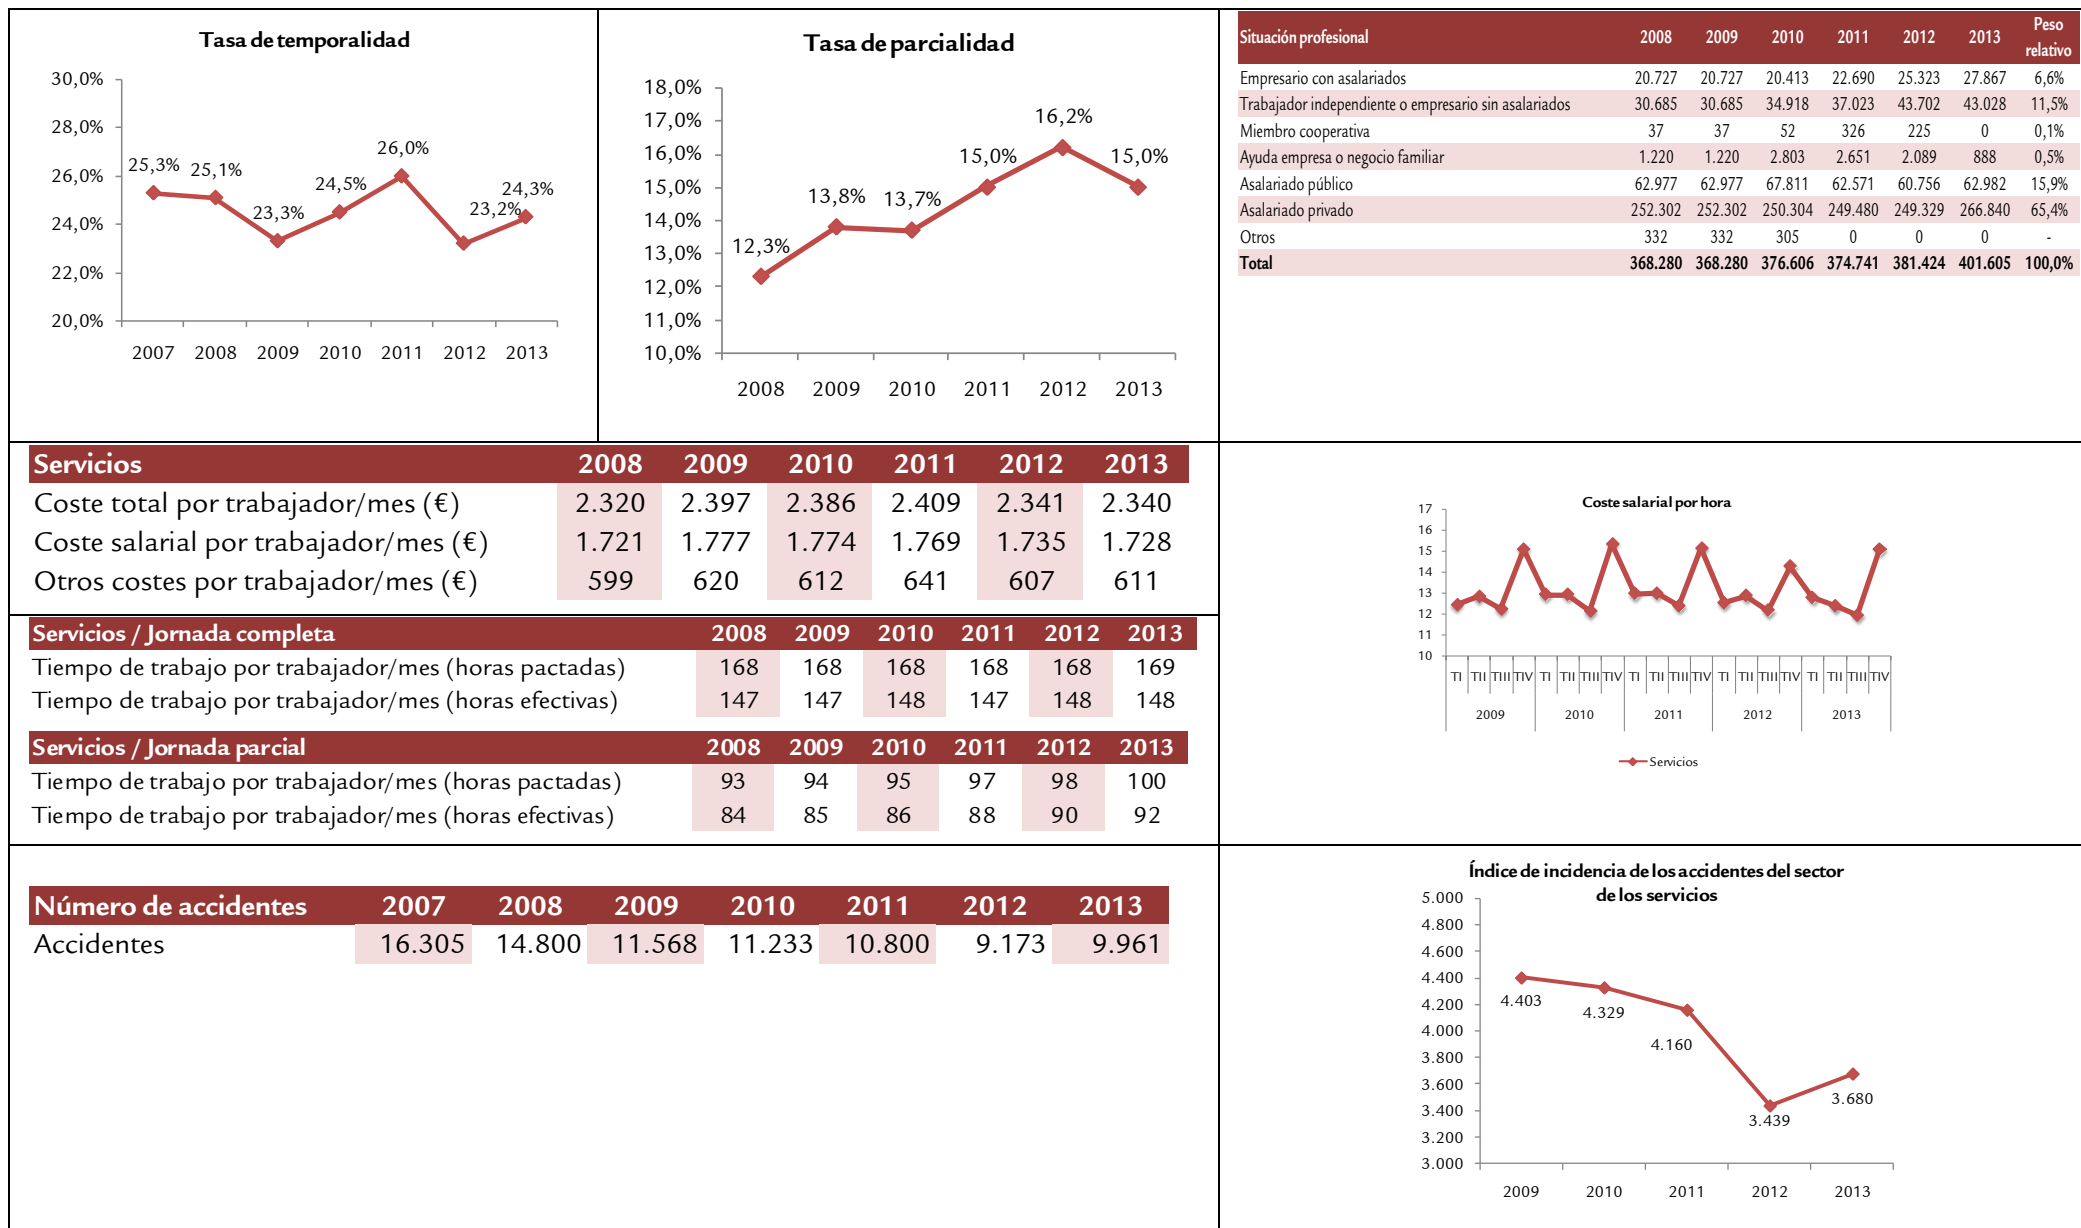 Tasa de temporalidad
30,0%
28,0%
26,0%
24,0%
22,0%
20,0%
25,3% 25,1% 23,3% 24,5% 26,0% 23,2% 24,3%
2007 2008 2009 2010 2011 2012 2013
Tasa de parcialidad
18,0%
17,0%
16,0%
15,0%
14,0%
13,0%
12,0%
11,0%
10,0%
12,3% 13,8% 13,7% 15,0% 16,2% 15,0%
2008 2009 2010 2011 2012 2013
Situación profesional 2008 2009 2010 2011 2012 2013 Peso relativo
Empresario con asalariados 20.727 20.727 20.413 22.690 25.323 27.867 6,6%
Trabajador independiente o empresario sin asalariados 30.685 30.685 34.918 37.023 43.702 43.028 11,5%
Miembro cooperativa 37 37 52 326 225 0 0,1%
Ayuda empresa o negocio familiar 1.220 1.220 2.803 2.651 2.089 888 0,5%
Asalariado público 62.977 62.977 67.811 62.571 60.756 62.982 15,9%
Asalariado privado 252.302 252.302 250.304 249.480 249.329 266.840 65,4%
Otros 332 332 305 0 0 0 -
Total 368.280 368.280 376.606 374.741 381.424 401.605 100,0%
Servicios 2008 2009 2010 2011 2012 2013
Coste total por trabajador/mes (€) 2.320 2.397 2.386 2.409 2.341 2.340
Coste salarial por trabajador/mes (€) 1.721 1.777 1.774 1.769 1.735 1.728
Otros costes por trabajador/mes (€) 599 620 612 641 607 611
Servicios / Jornada completa 2008 2009 2010 2011 2012 2013
Tiempo de trabajo por trabajador/mes (horas pactadas) 168 168 168 168 168 169
Tiempo de trabajo por trabajador/mes (horas efectivas) 147 147 148 147 148 148
Servicios / Jornada parcial 2008 2009 2010 2011 2012 2013
Tiempo de trabajo por trabajador/mes (horas pactadas) 93 94 95 97 98 100
Tiempo de trabajo por trabajador/mes (horas efectivas) 84 85 86 88 90 92
Coste salarial por hora
17
16
15
14
13
12
11
10
TI TII TIII TIV TI TII TIII TIV TI TII TIII TIV TI TII TIII TIV TI TII TIII TIV
2009 2010 2011 2012 2013
Servicios
Número de accidentes 2007 2008 2009 2010 2011 2012 2013
Accidentes 16.305 14.800 11.568 11.233 10.800 9.173 9.961
Índice de incidencia de los accidentes del sector
de los servicios
5.000
4.800
4.600
4.400
4.200
4.000
3.800
3.600
3.400
3.200
3.000
4.403 4.329 4.160 3.439 3.680
2009 2010 2011 2012 2013